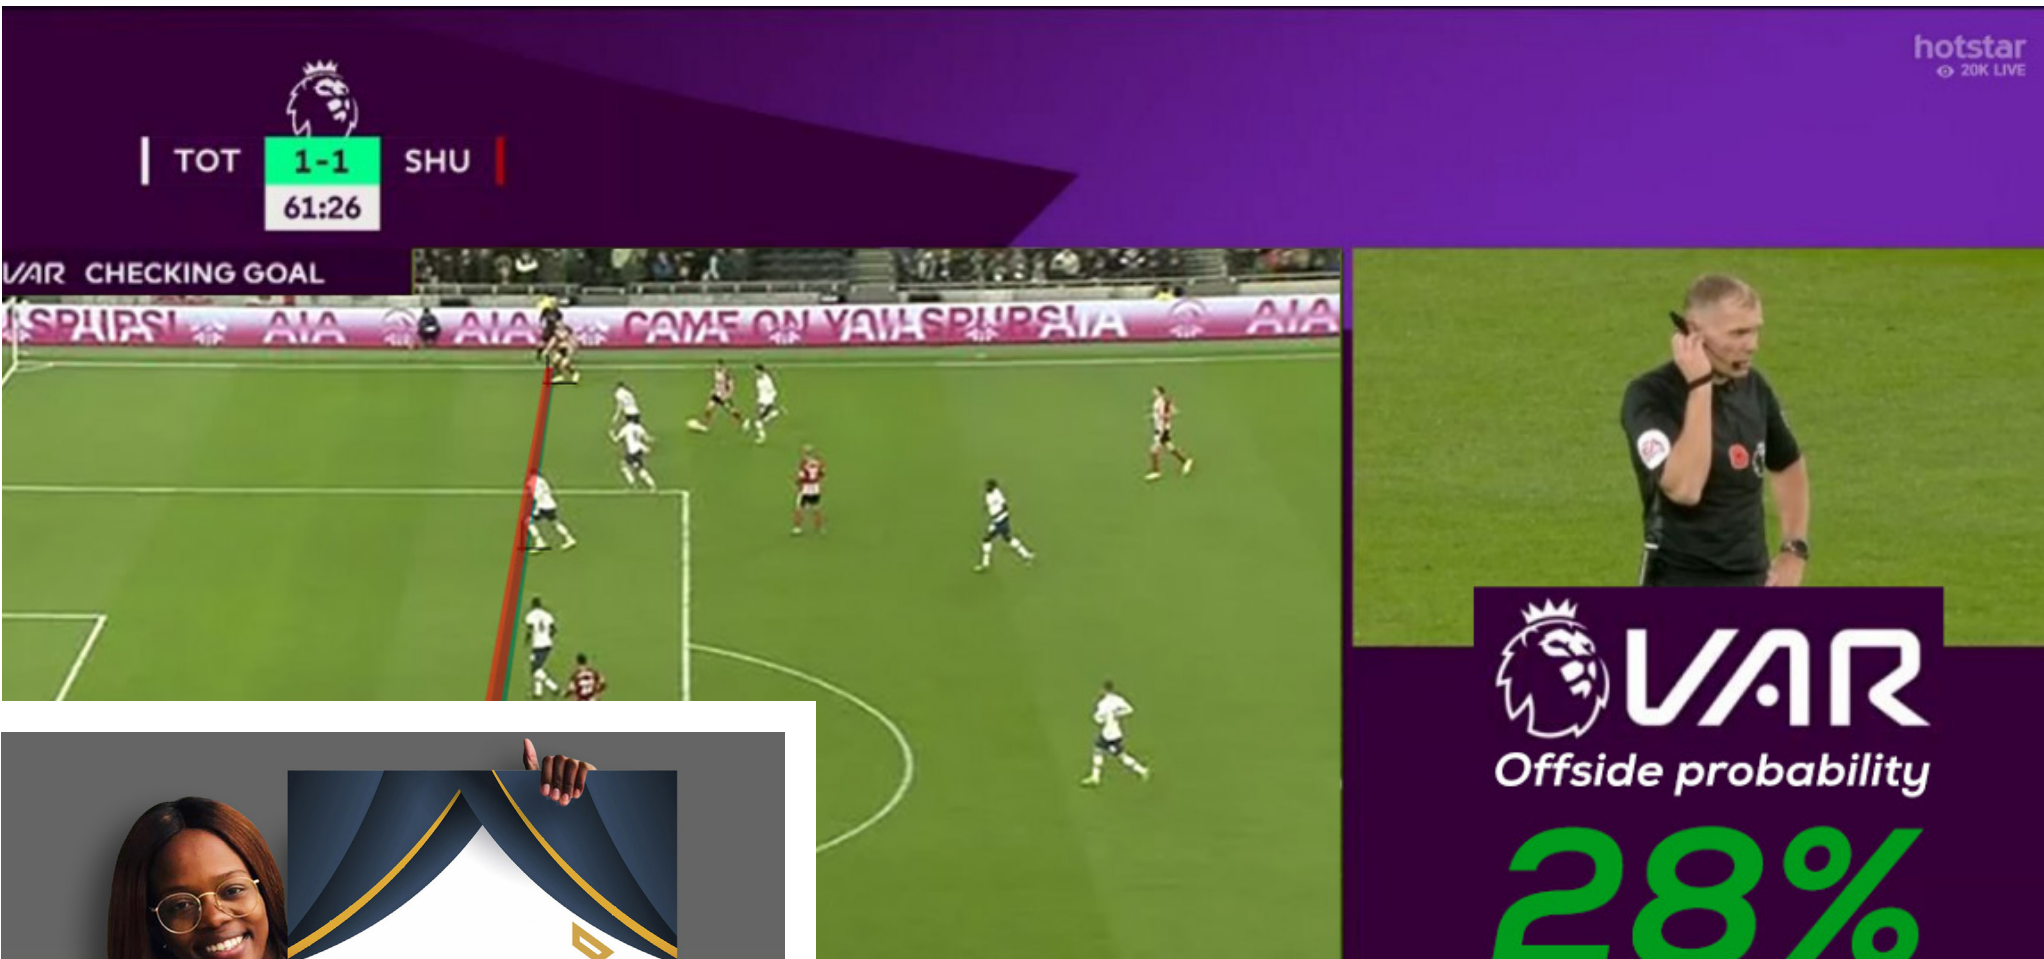 hotstar
20K LIVE
TOT 1-1 SHU
61:26
VAR CHECKING GOAL
AIA AIA COME ON YOU SPURS! AIA
VAR
Offside probability
28%